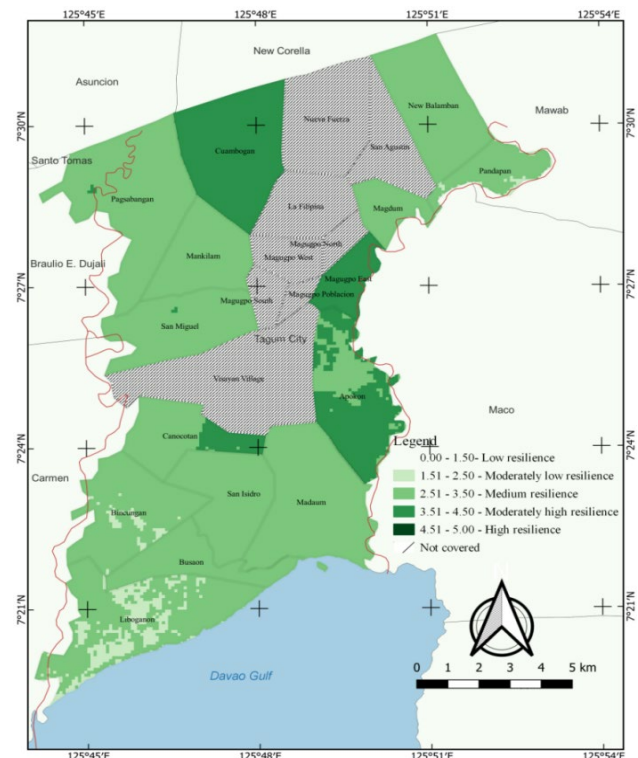 125°45'E 125°48'E 125°51'E 125°54'E
New Corella
Asuncion
New Balamban
Mawab
7°30'N 7°30'N
Nueva Fuerza
San Agustin
Cuambogan
Santo Tomas
Pandapan
Pagsabangan
La Filipina
Magdum
Magugpo North
Mankilam
Magugpo West
Braulio E. Dujali
Magugpo East
7°27'N 7°27'N
Magugpo South
Magugpo Poblacion
San Miguel
Tagum City
Visayan Village
Apokon
Maco
7°24'N 7°24'N
Canocotan
Carmen
San Isidro
Madaum
Bincungan
Busaon
Liboganon
7°21'N 7°21'N
Davao Gulf
Legend
0.00 - 1.50- Low resilience
1.51 - 2.50 - Moderately low resilience
2.51 - 3.50 - Medium resilience
3.51 - 4.50 - Moderately high resilience
4.51 - 5.00 - High resilience
Not covered
0 1 2 3 4 5 km
125°45'E 125°48'E 125°51'E 125°54'E